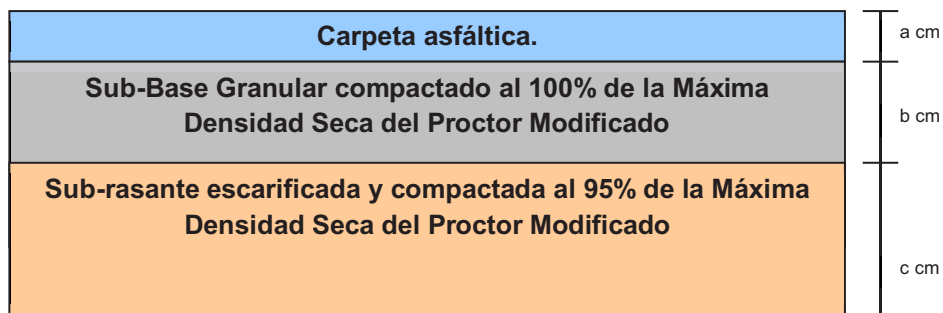 Carpeta asfáltica.
a cm
Sub-Base Granular compactado al 100% de la Máxima
Densidad Seca del Proctor Modificado
b cm
Sub-rasante escarificada y compactada al 95% de la Máxima
Densidad Seca del Proctor Modificado
c cm